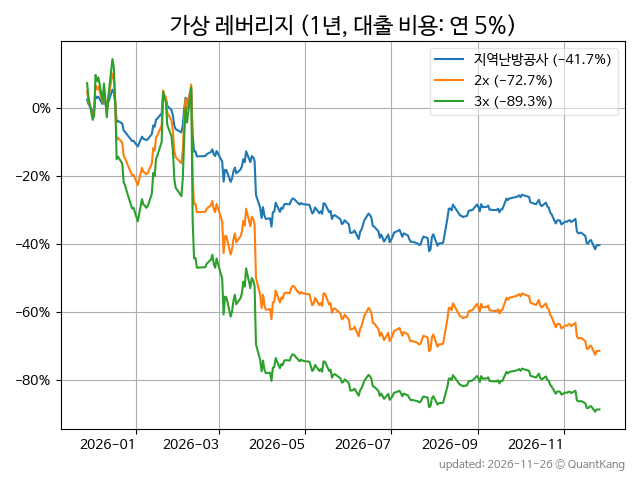 가상 레버리지 (1년, 대출 비용: 연 5%)
지역난방공사 (−41.7%)
2x (−72.7%)
3x (−89.3%)
0%
−20%
−40%
−60%
−80%
2026−01 2026−03 2026−05 2026−07 2026−09 2026−11
updated: 2026−11−26 ⓒ QuantKang